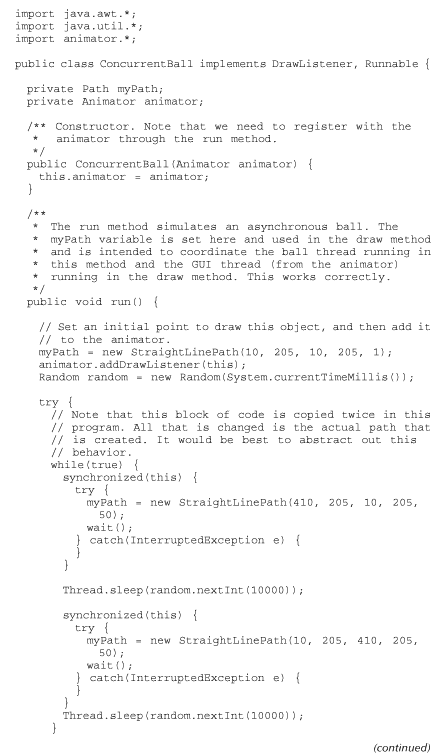 import java.awt.*;
import java.util.*;
import animator.*;

public class ConcurrentBall implements DrawListener, Runnable {

  private Path myPath;
  private Animator animator;

  /** Constructor. Note that we need to register with the
   *   animator through the run method.
   */
  public ConcurrentBall(Animator animator) {
    this.animator = animator;
  }

  /**
   *  The run method simulates an asynchronous ball. The
   *  myPath variable is set here and used in the draw method
   *  and is intended to coordinate the ball thread running in
   *  this method and the GUI thread (from the animator)
   *  running in the draw method. This works correctly.
   */
  public void run() {

    // Set an initial point to draw this object, and then add it
    // to the animator.
    myPath = new StraightLinePath(10, 205, 10, 205, 1);
    animator.addDrawListener(this);
    Random random = new Random(System.currentTimeMillis());

    try {
      // Note that this block of code is copied twice in this
      // program. All that is changed is the actual path that
      // is created. It would be best to abstract out this
      // behavior.
      while(true) {
        synchronized(this) {
          try {
            myPath = new StraightLinePath(410, 205, 10, 205,
              50);
            wait();
          } catch(InterruptedException e) {
          }
        }

        Thread.sleep(random.nextInt(10000));

        synchronized(this) {
          try {
            myPath = new StraightLinePath(10, 205, 410, 205,
              50);
            wait();
          } catch(InterruptedException e) {
          }
        }
        Thread.sleep(random.nextInt(10000));
      }

(continued)